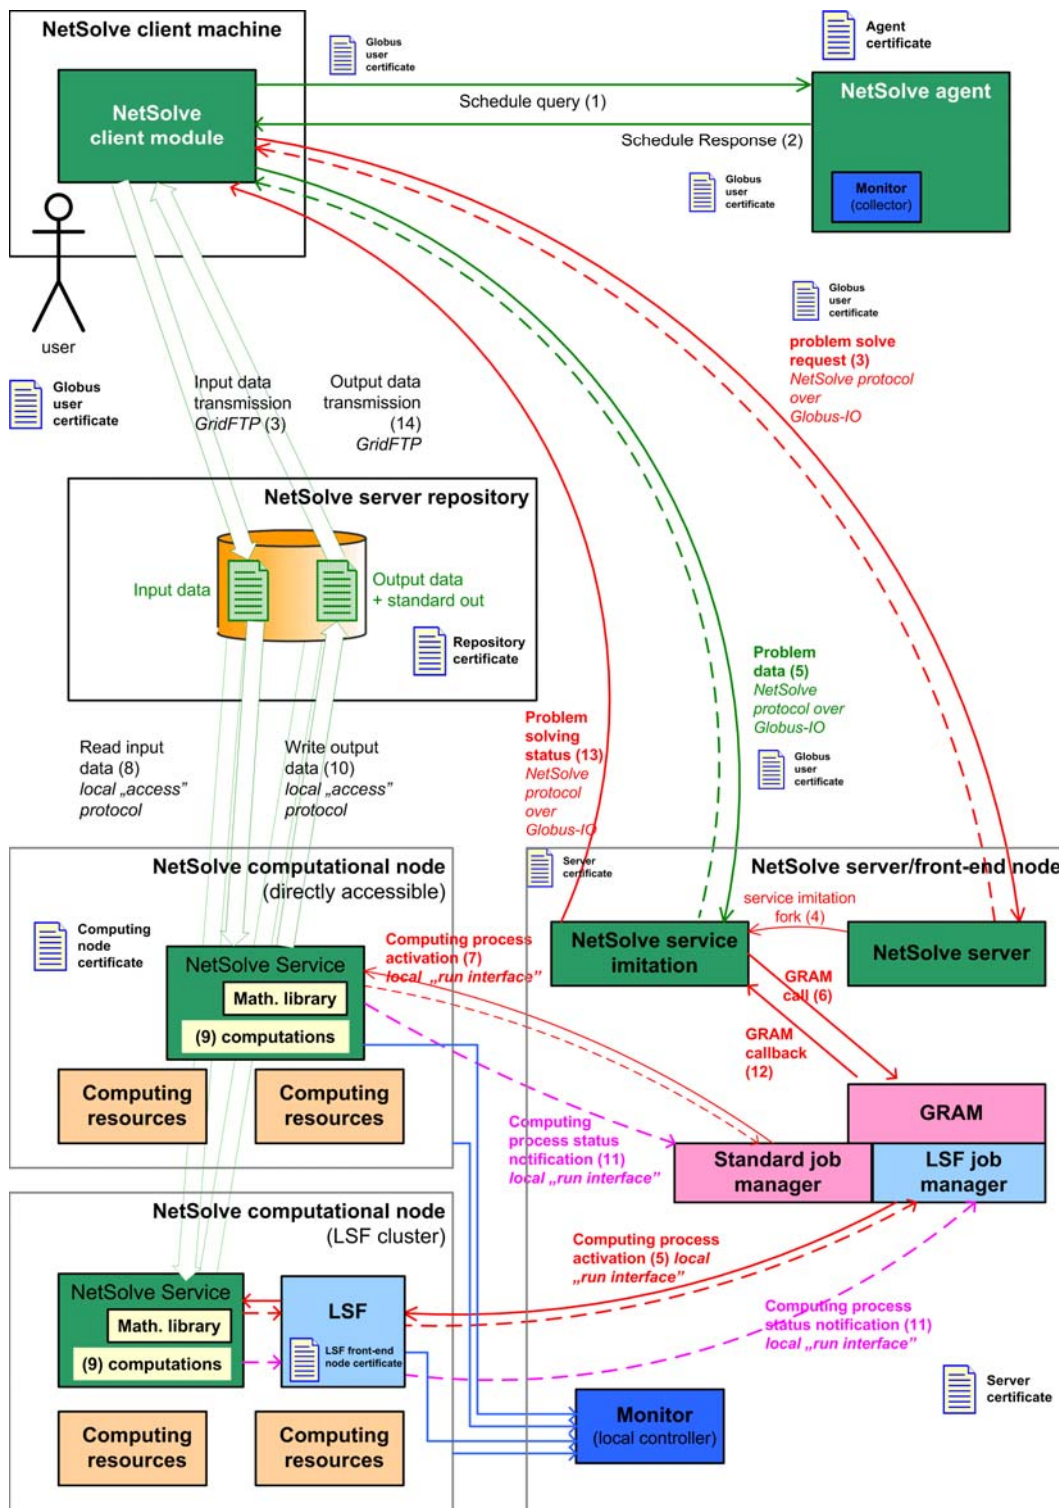 NetSolve client machine
Globus
user
certificate
Agent
certificate
NetSolve
client module
Schedule query (1)
NetSolve agent
Schedule Response (2)
Globus
user
certificate
Monitor
(collector)
user
Globus
user
certificate
problem solve
request (3)
NetSolve protocol
over
Globus-IO
Globus
user
certificate
Input data
transmission
GridFTP (3)
Output data
transmission
(14)
GridFTP
NetSolve server repository
Input data
Output data
+ standard out
Repository
certificate
Problem
data (5)
NetSolve
protocol over
Globus-IO
Globus
user
certificate
Problem
solving
status (13)
NetSolve
protocol
over
Globus-IO
Read input
data (8)
local „access”
protocol
Write output
data (10)
local „access”
protocol
NetSolve computational node
(directly accessible)
Server
certificate
NetSolve server/front-end node
Computing
node
certificate
service imitation
fork (4)
NetSolve Service
Math. library
(9) computations
Computing process
activation (7)
local „run interface”
NetSolve service
imitation
NetSolve server
GRAM
call (6)
GRAM
callback
(12)
Computing
resources
Computing
resources
GRAM
Computing
process status
notification (11)
local „run interface”
Standard job
manager
LSF job
manager
NetSolve computational node
(LSF cluster)
Computing process
activation (5) local
„run interface”
NetSolve Service
Math. library
(9) computations
LSF
LSF front-end
node certificate
Computing process
status notification (11)
local „run interface”
Server
certificate
Computing
resources
Computing
resources
Monitor
(local controller)